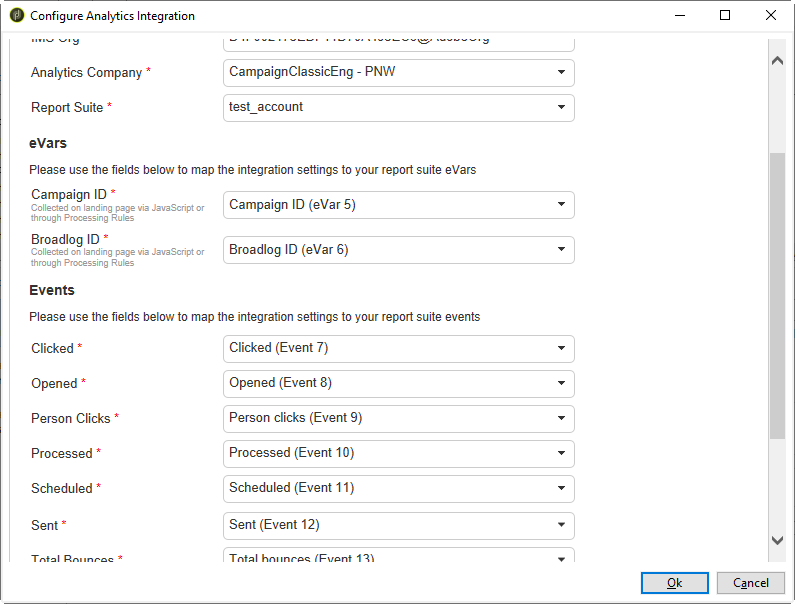 Configure Analytics Integration
IMS Org
Analytics Company *
CampaignClassicEng - PNW
Report Suite *
test_account
eVars
Please use the fields below to map the integration settings to your report suite eVars
Campaign ID *
Collected on landing page via JavaScript or
through Processing Rules
Campaign ID (eVar 5)
Broadlog ID *
Collected on landing page via JavaScript or
through Processing Rules
Broadlog ID (eVar 6)
Events
Please use the fields below to map the integration settings to your report suite events
Clicked *
Clicked (Event 7)
Opened *
Opened (Event 8)
Person Clicks *
Person clicks (Event 9)
Processed *
Processed (Event 10)
Scheduled *
Scheduled (Event 11)
Sent *
Sent (Event 12)
Total Bounces *
Total bounces (Event 13)
Ok
Cancel